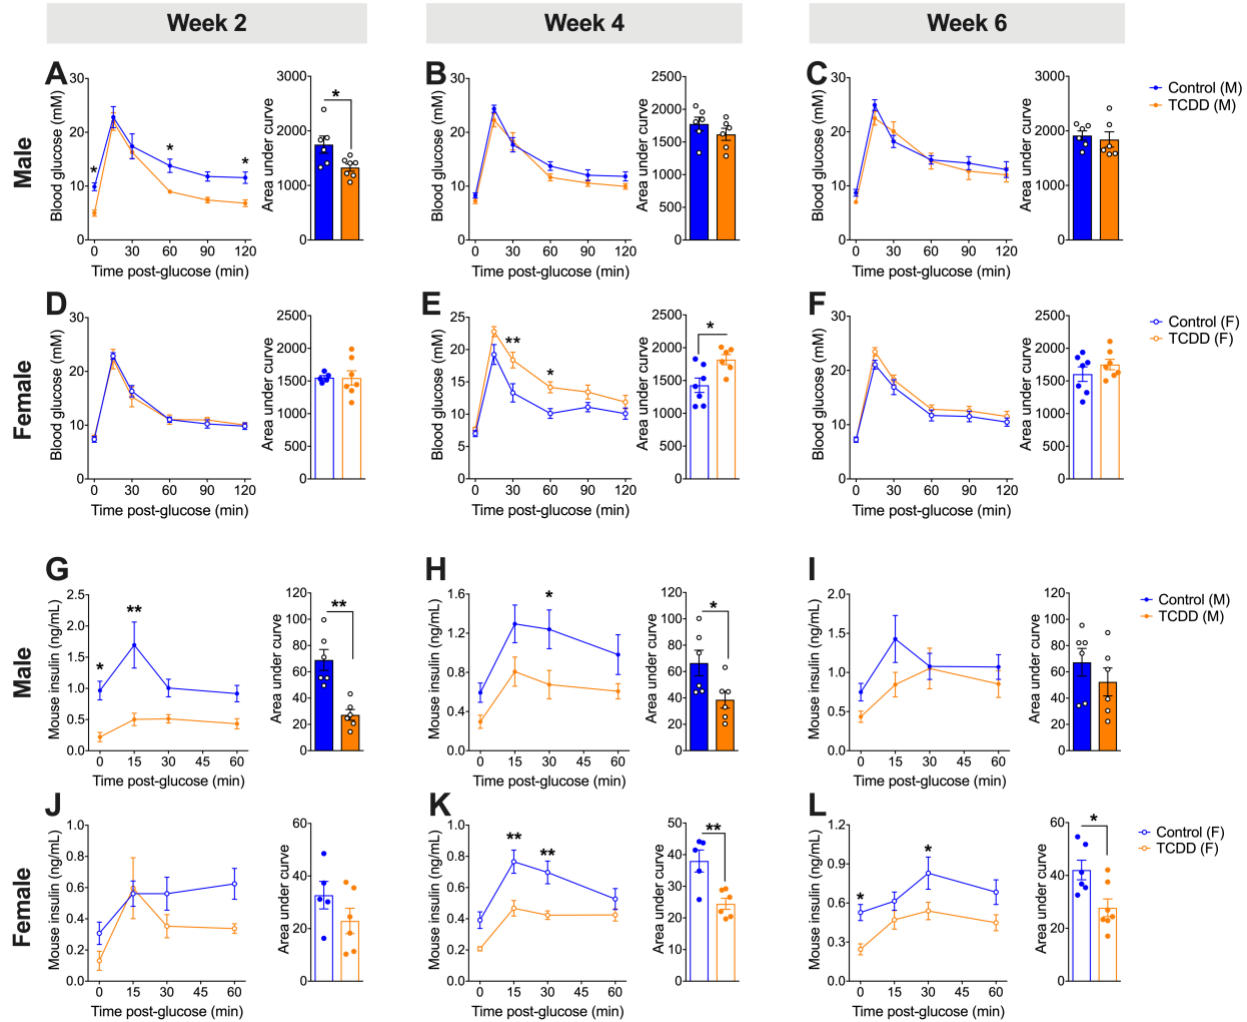 Week 2
Week 4
Week 6
Male
A
Blood glucose (mM)
30
20
10
0
*
*
*
0 30 60 90 120
Time post-glucose (min)
Area under curve
3000
2000
1000
0
*
B
Blood glucose (mM)
30
20
10
0
0 30 60 90 120
Time post-glucose (min)
Area under curve
2500
2000
1500
1000
500
0
C
Blood glucose (mM)
30
20
10
0
0 30 60 90 120
Time post-glucose (min)
Area under curve
3000
2000
1000
0
Control (M)
TCDD (M)
Female
D
Blood glucose (mM)
30
20
10
0
0 30 60 90 120
Time post-glucose (min)
Area under curve
2500
2000
1500
1000
500
0
E
Blood glucose (mM)
25
20
15
10
5
0
**
*
0 30 60 90 120
Time post-glucose (min)
Area under curve
2500
2000
1500
1000
500
0
*
F
Blood glucose (mM)
30
20
10
0
0 30 60 90 120
Time post-glucose (min)
Area under curve
2500
2000
1500
1000
500
0
Control (F)
TCDD (F)
Male
G
Mouse insulin (ng/mL)
2.5
2.0
1.5
1.0
0.5
0.0
*
**
0 15 30 45 60
Time post-glucose (min)
Area under curve
120
100
80
60
40
20
0
**
H
Mouse insulin (ng/mL)
1.6
1.2
0.8
0.4
0.0
*
0 15 30 45 60
Time post-glucose (min)
Area under curve
120
100
80
60
40
20
0
*
I
Mouse insulin (ng/mL)
2.0
1.5
1.0
0.5
0.0
0 15 30 45 60
Time post-glucose (min)
Area under curve
120
100
80
60
40
20
0
Control (M)
TCDD (M)
Female
J
Mouse insulin (ng/mL)
1.0
0.8
0.6
0.4
0.2
0.0
0 15 30 45 60
Time post-glucose (min)
Area under curve
60
40
20
0
K
Mouse insulin (ng/mL)
1.0
0.8
0.6
0.4
0.2
0.0
**
**
0 15 30 45 60
Time post-glucose (min)
Area under curve
50
40
30
20
10
0
**
L
Mouse insulin (ng/mL)
1.2
0.9
0.6
0.3
0.0
*
*
0 15 30 45 60
Time post-glucose (min)
Area under curve
60
40
20
0
*
Control (F)
TCDD (F)